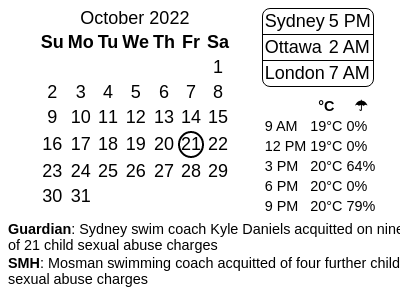 October 2022
Su Mo Tu We Th Fr Sa
1
2 3 4 5 6 7 8
9 10 11 12 13 14 15
16 17 18 19 20 21 22
23 24 25 26 27 28 29
30 31
Sydney 5 PM
Ottawa 2 AM
London 7 AM
°C ☂
9 AM 19°C 0%
12 PM 19°C 0%
3 PM 20°C 64%
6 PM 20°C 0%
9 PM 20°C 79%
Guardian: Sydney swim coach Kyle Daniels acquitted on nine
of 21 child sexual abuse charges
SMH: Mosman swimming coach acquitted of four further child
sexual abuse charges